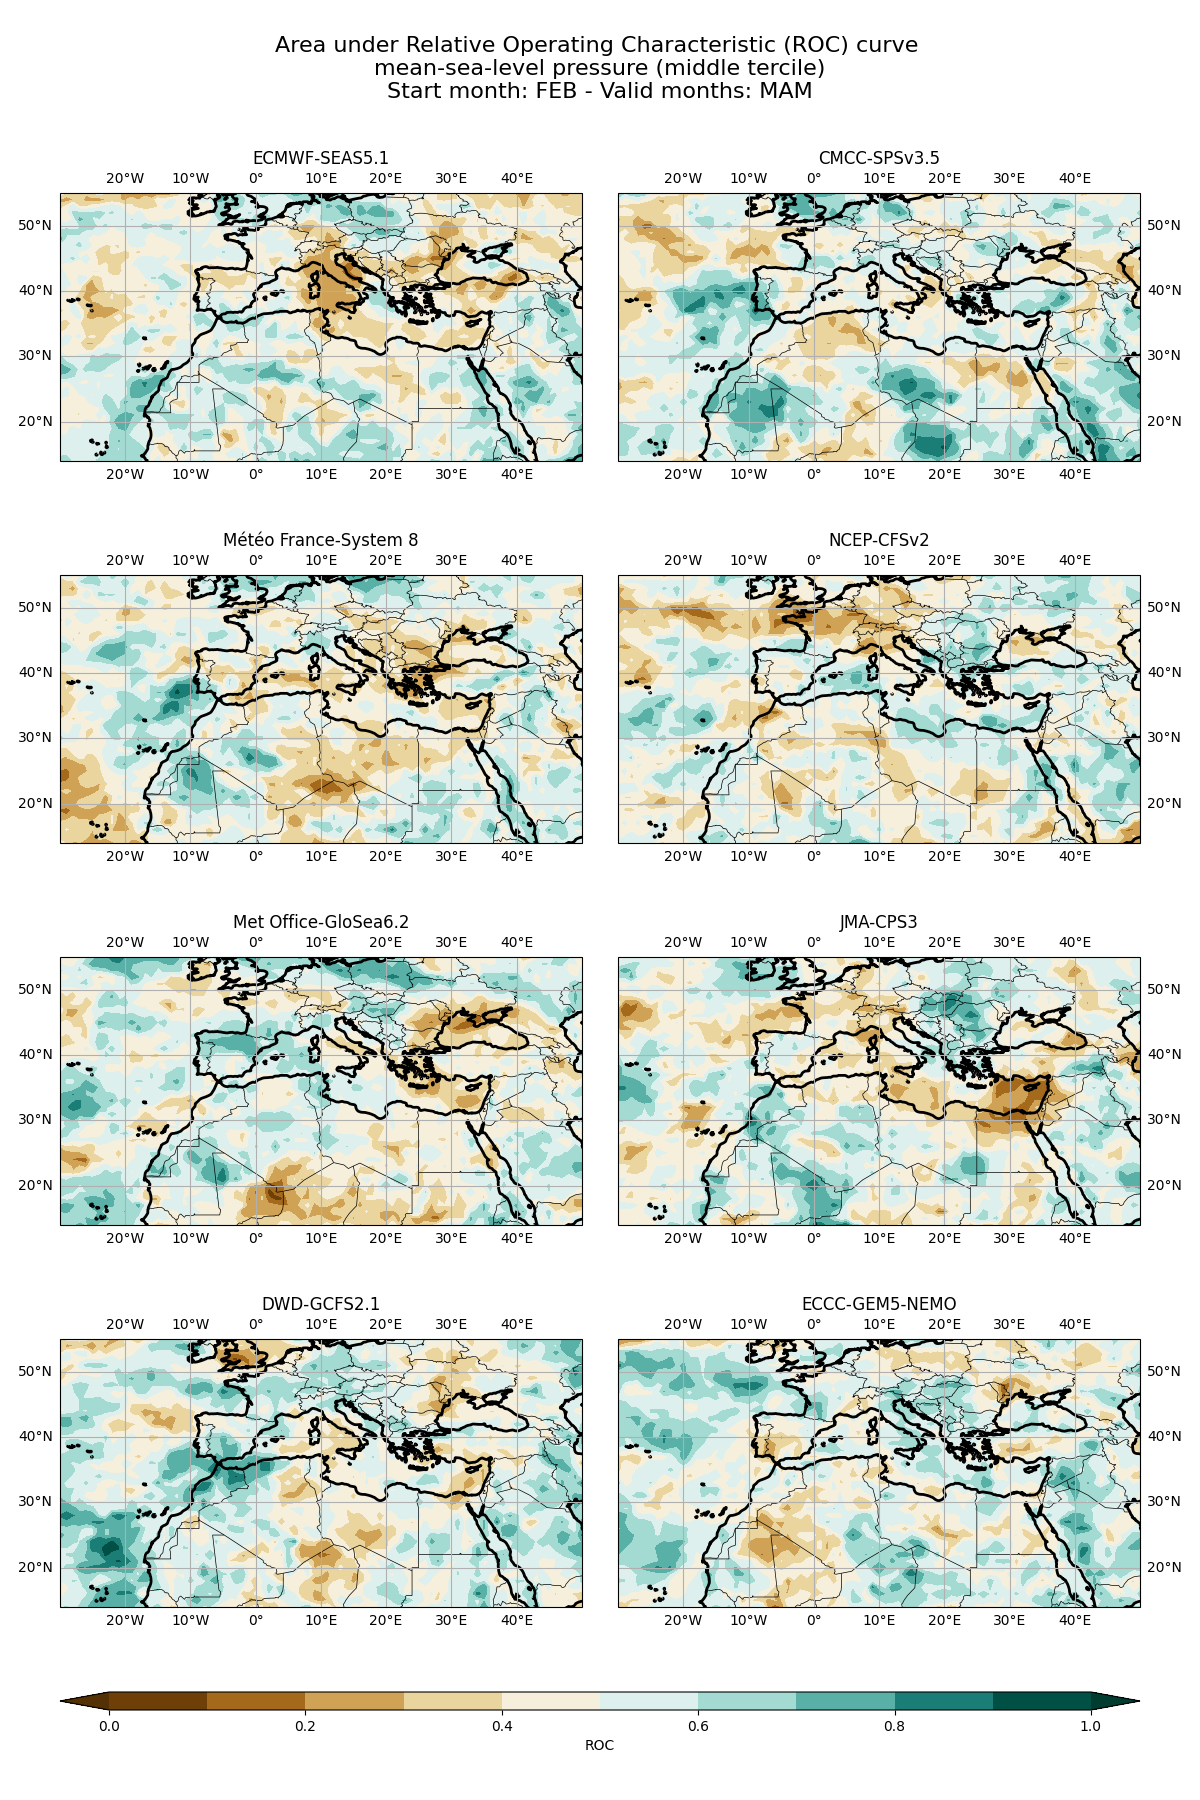 Area under Relative Operating Characteristic (ROC) curve
mean-sea-level pressure (middle tercile)
Start month: FEB - Valid months: MAM
ECMWF-SEAS5.1
20°W 10°W 0° 10°E 20°E 30°E 40°E
50°N
40°N
30°N
20°N
20°W 10°W 0° 10°E 20°E 30°E 40°E
CMCC-SPSv3.5
20°W 10°W 0° 10°E 20°E 30°E 40°E
50°N
40°N
30°N
20°N
20°W 10°W 0° 10°E 20°E 30°E 40°E
Météo France-System 8
20°W 10°W 0° 10°E 20°E 30°E 40°E
50°N
40°N
30°N
20°N
20°W 10°W 0° 10°E 20°E 30°E 40°E
NCEP-CFSv2
20°W 10°W 0° 10°E 20°E 30°E 40°E
50°N
40°N
30°N
20°N
20°W 10°W 0° 10°E 20°E 30°E 40°E
Met Office-GloSea6.2
20°W 10°W 0° 10°E 20°E 30°E 40°E
50°N
40°N
30°N
20°N
20°W 10°W 0° 10°E 20°E 30°E 40°E
JMA-CPS3
20°W 10°W 0° 10°E 20°E 30°E 40°E
50°N
40°N
30°N
20°N
20°W 10°W 0° 10°E 20°E 30°E 40°E
DWD-GCFS2.1
20°W 10°W 0° 10°E 20°E 30°E 40°E
50°N
40°N
30°N
20°N
20°W 10°W 0° 10°E 20°E 30°E 40°E
ECCC-GEM5-NEMO
20°W 10°W 0° 10°E 20°E 30°E 40°E
50°N
40°N
30°N
20°N
20°W 10°W 0° 10°E 20°E 30°E 40°E
0.0 0.2 0.4 0.6 0.8 1.0
ROC